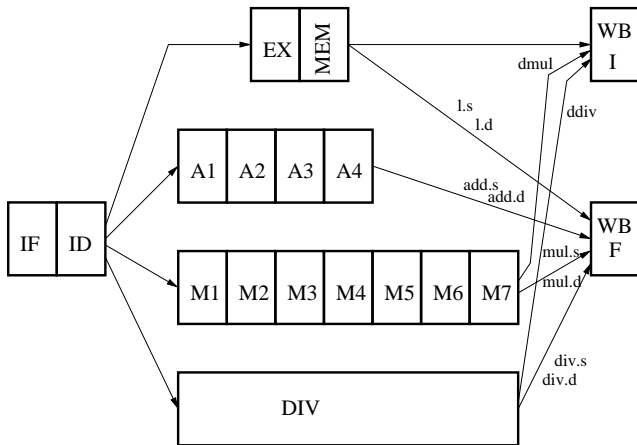 EX MEM
WB
I
dmul
ddiv
l.s
l.d
A1 A2 A3 A4
add.s
add.d
IF ID
WB
F
M1 M2 M3 M4 M5 M6 M7
mul.s
mul.d
DIV
div.s
div.d